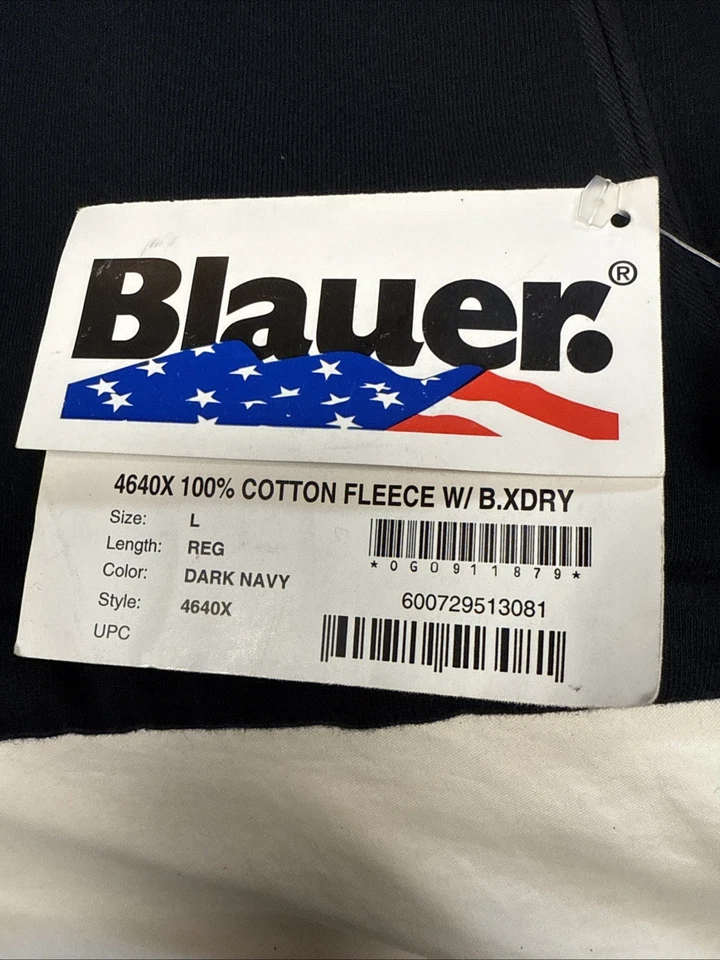 Blauer.®
4640X 100% COTTON FLEECE W/ B.XDRY
Size: L
Length: REG
Color: DARK NAVY
Style: 4640X
UPC
*0G0911879*
600729513081